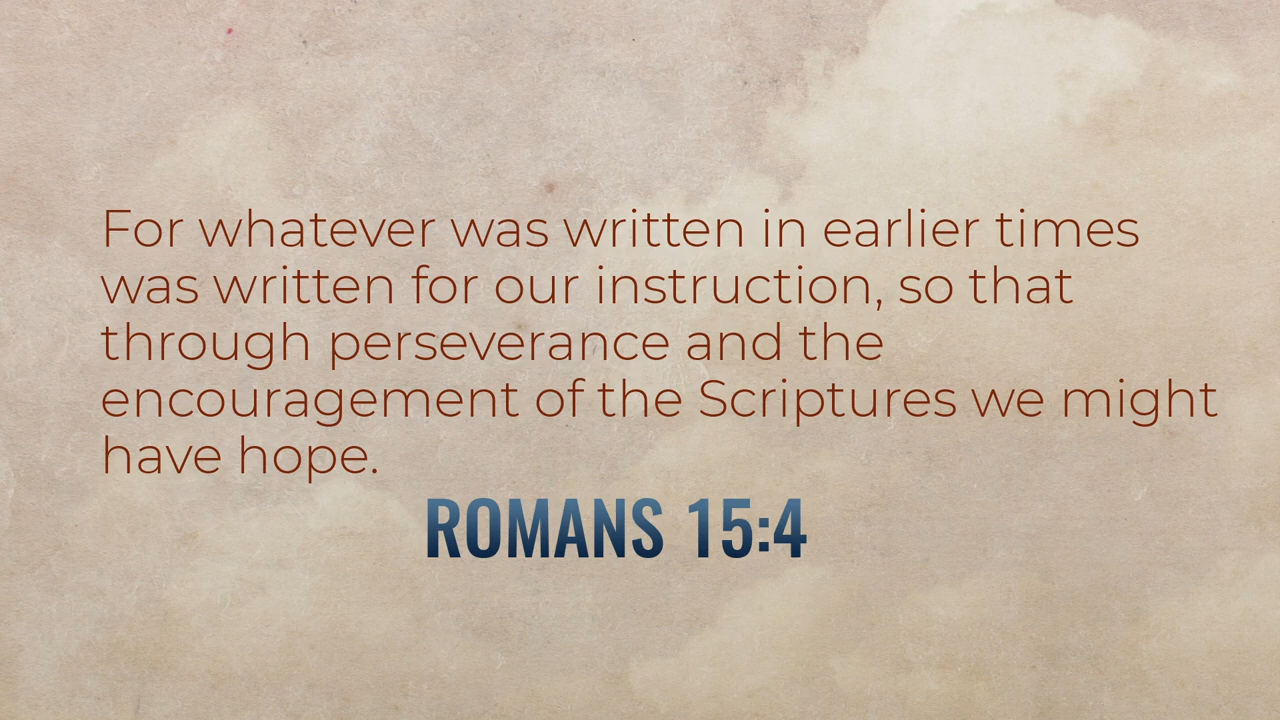 For whatever was written in earlier times
was written for our instruction, so that
through perseverance and the
encouragement of the Scriptures we might
have hope.
ROMANS 15:4